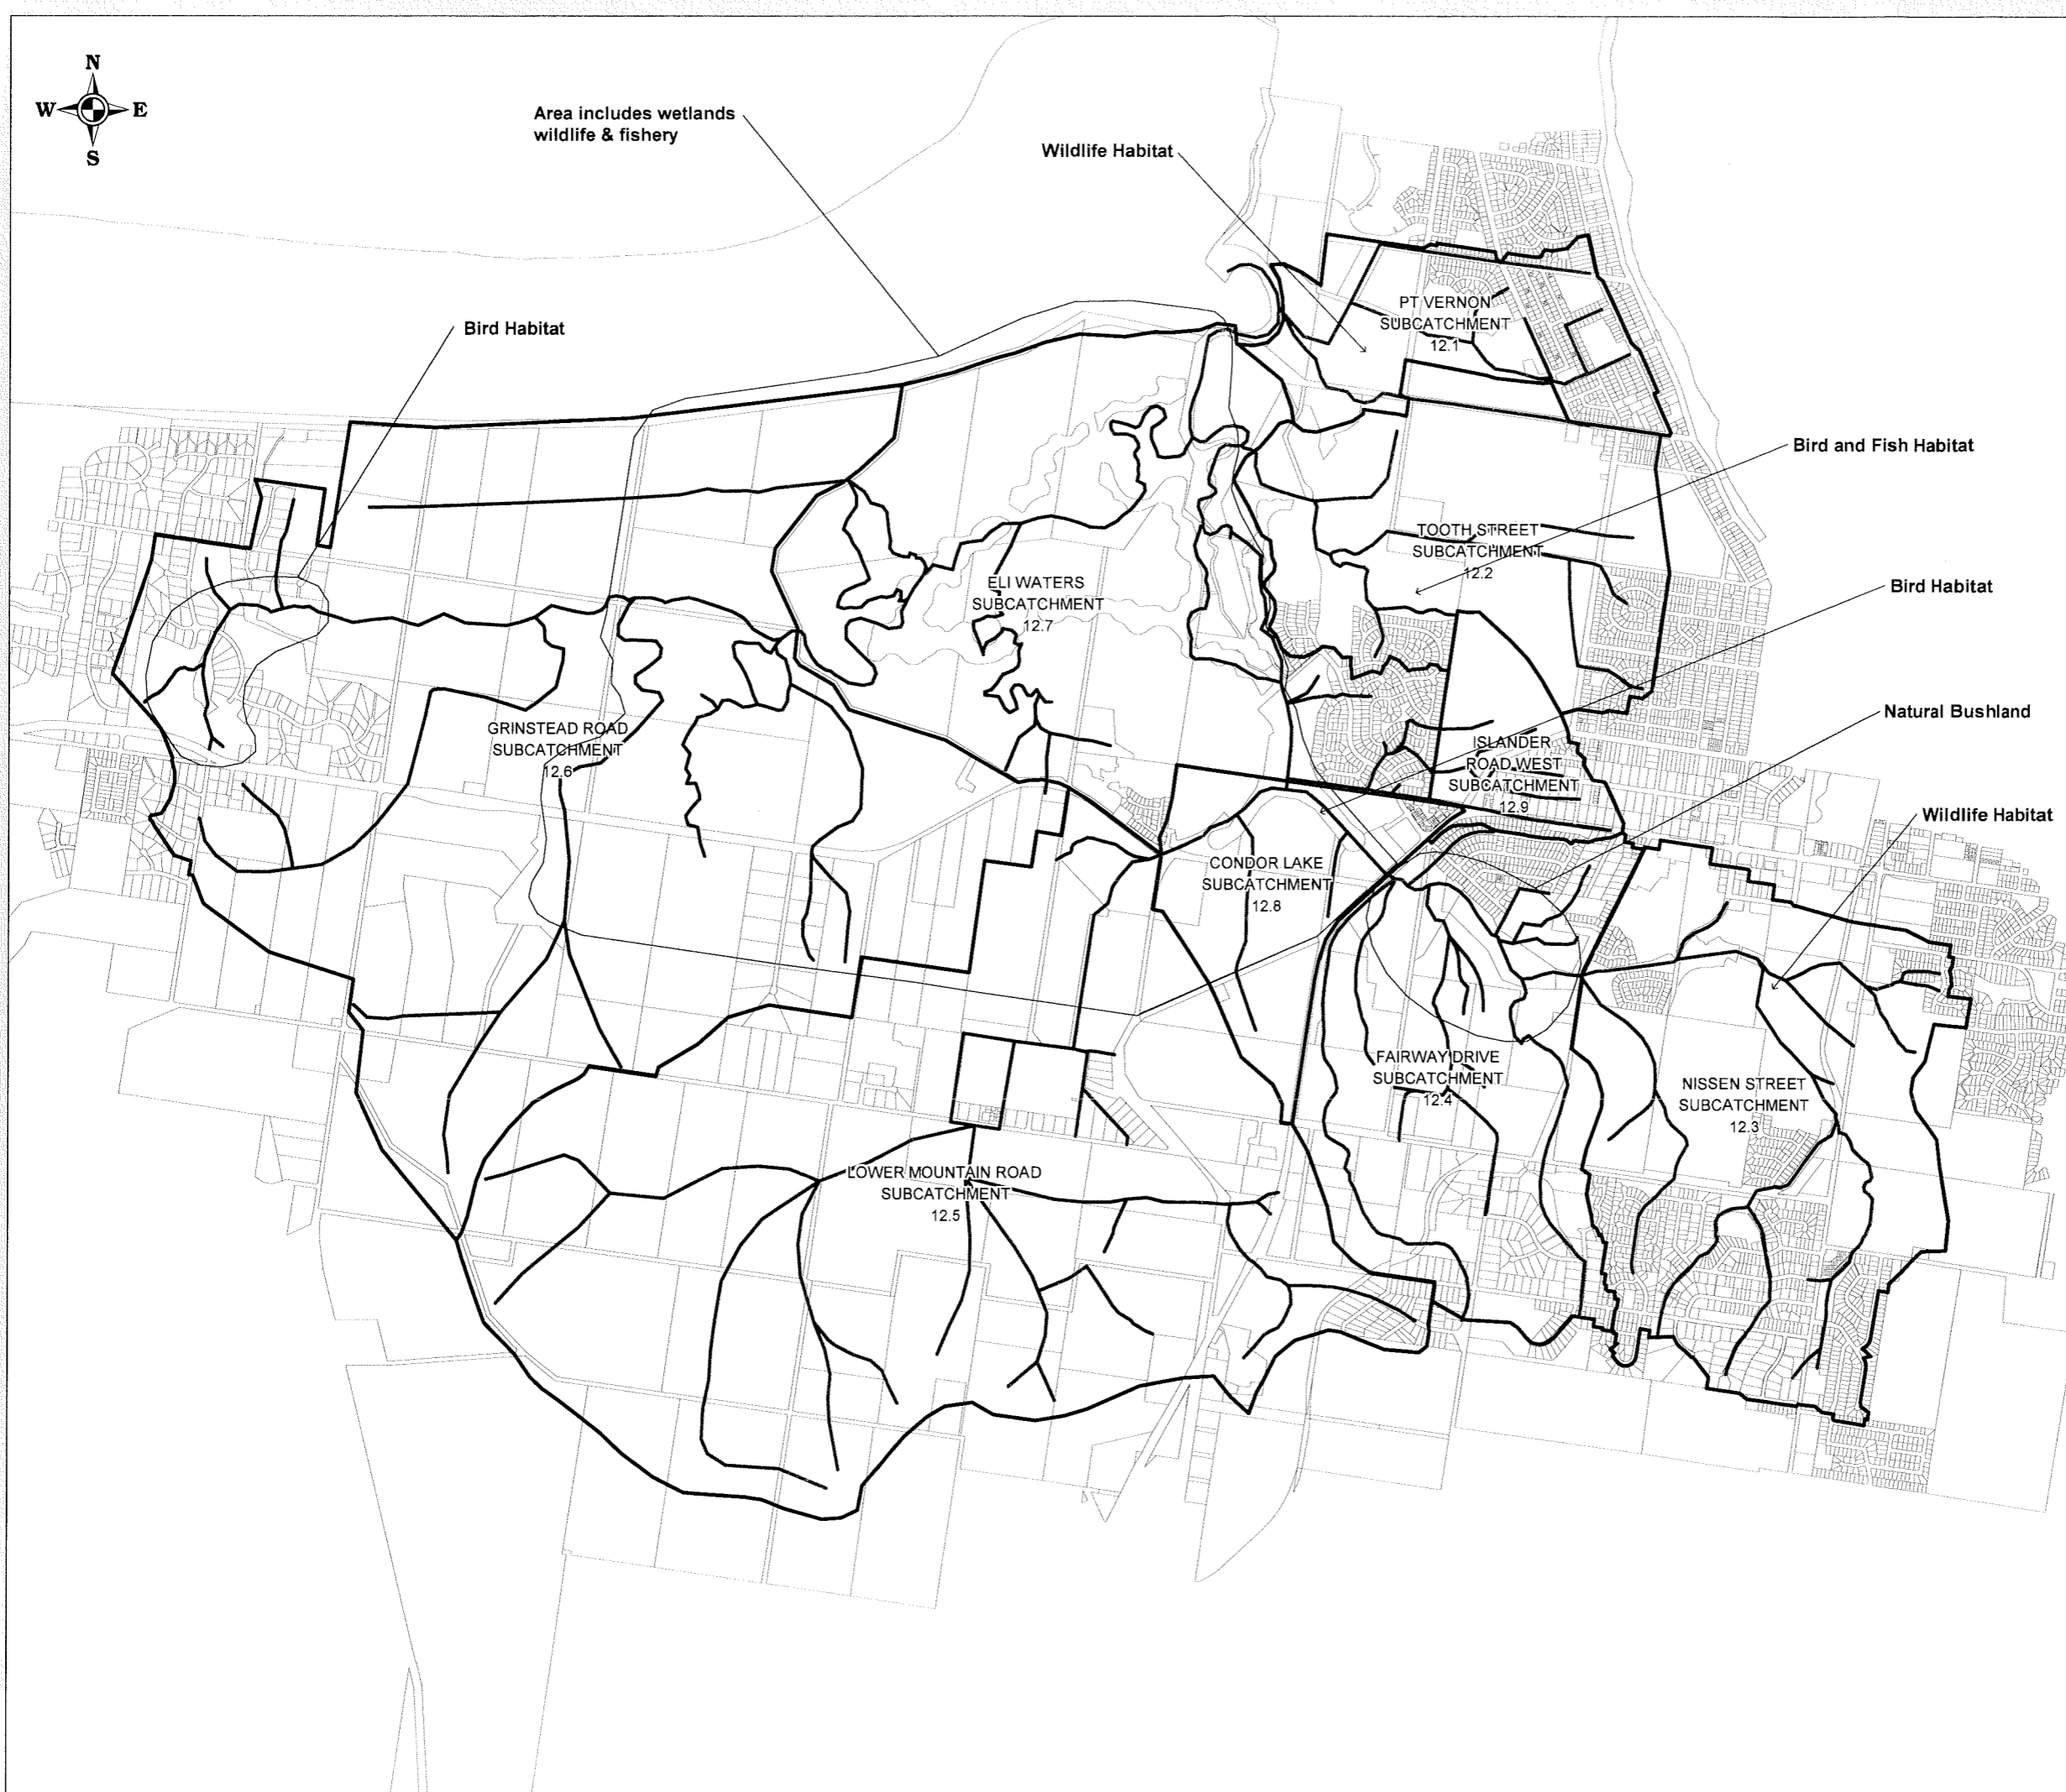 N
W E
S
Area includes wetlands
wildlife & fishery
Wildlife Habitat
Bird Habitat
PT VERNON
SUBCATCHMENT
12.1
Bird and Fish Habitat
TOOTH STREET
SUBCATCHMENT
12.2
ELI WATERS
SUBCATCHMENT
12.7
Bird Habitat
Natural Bushland
GRINSTEAD ROAD
SUBCATCHMENT
12.6
ISLANDER
ROAD WEST
SUBCATCHMENT
12.9
Wildlife Habitat
CONDOR LAKE
SUBCATCHMENT
12.8
FAIRWAY DRIVE
SUBCATCHMENT
12.4
NISSEN STREET
SUBCATCHMENT
12.3
LOWER MOUNTAIN ROAD
SUBCATCHMENT
12.5